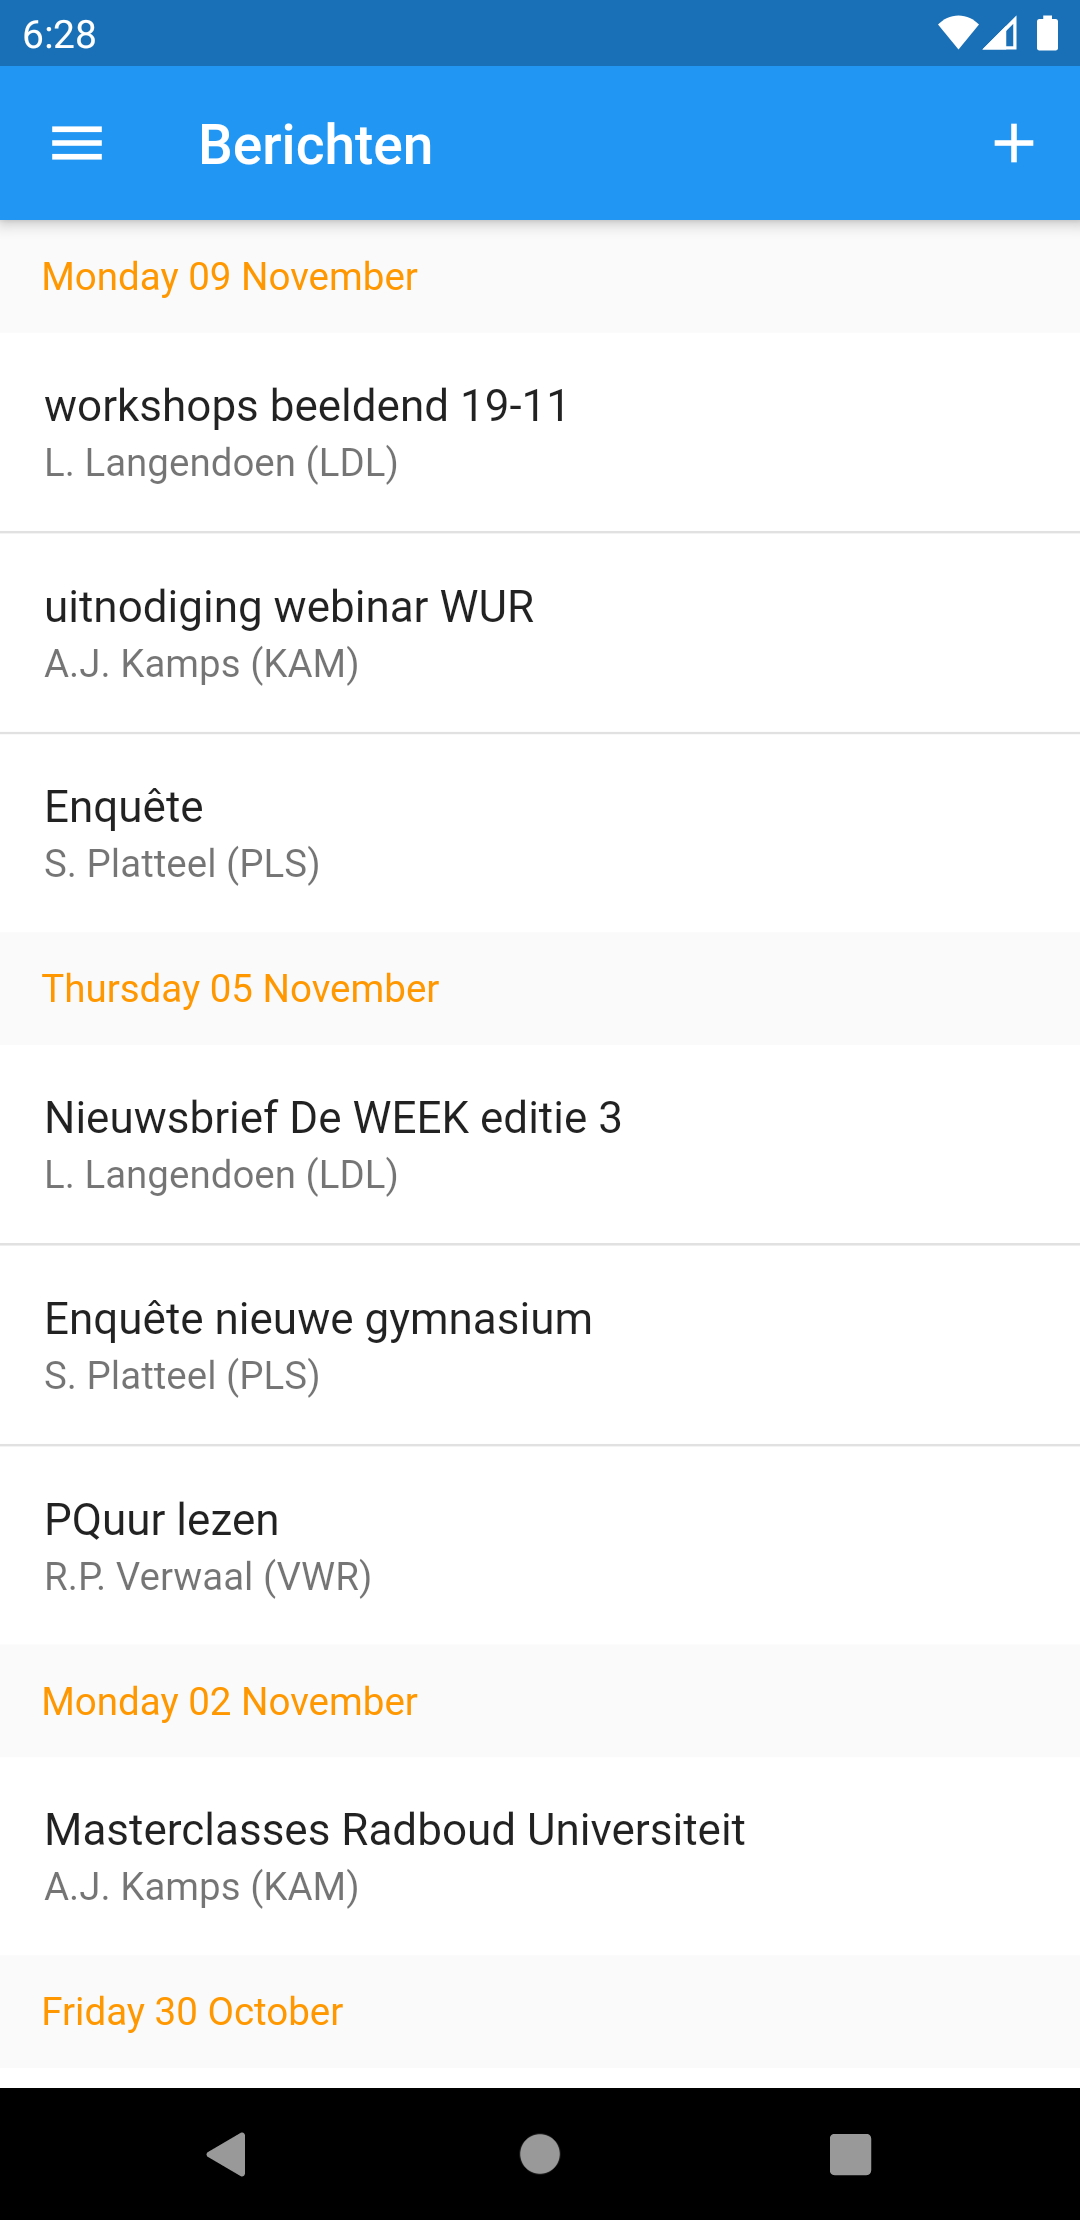 6:28
Berichten
Monday 09 November
workshops beeldend 19-11
L. Langendoen (LDL)
uitnodiging webinar WUR
A.J. Kamps (KAM)
Enquête
S. Platteel (PLS)
Thursday 05 November
Nieuwsbrief De WEEK editie 3
L. Langendoen (LDL)
Enquête nieuwe gymnasium
S. Platteel (PLS)
PQuur lezen
R.P. Verwaal (VWR)
Monday 02 November
Masterclasses Radboud Universiteit
A.J. Kamps (KAM)
Friday 30 October